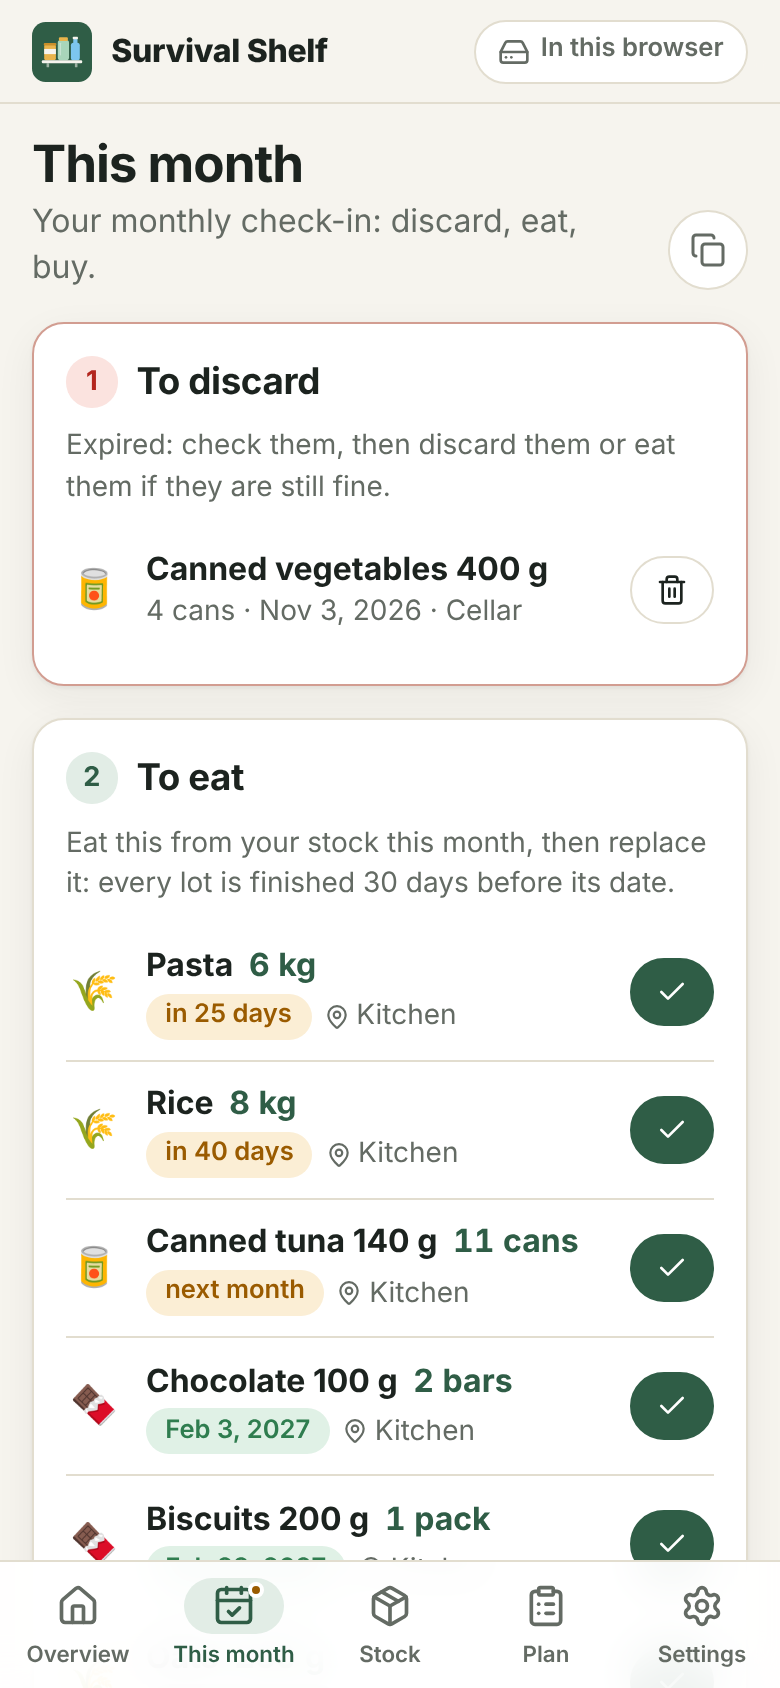 Survival Shelf
In this browser
This month
Your monthly check-in: discard, eat,
buy.
1 To discard
Expired: check them, then discard them or eat
them if they are still fine.
Canned vegetables 400 g
4 cans · Nov 3, 2026 · Cellar
2 To eat
Eat this from your stock this month, then replace
it: every lot is finished 30 days before its date.
Pasta 6 kg
in 25 days Kitchen
Rice 8 kg
in 40 days Kitchen
Canned tuna 140 g 11 cans
next month Kitchen
Chocolate 100 g 2 bars
Feb 3, 2027 Kitchen
Biscuits 200 g 1 pack
Overview This month Stock Plan Settings